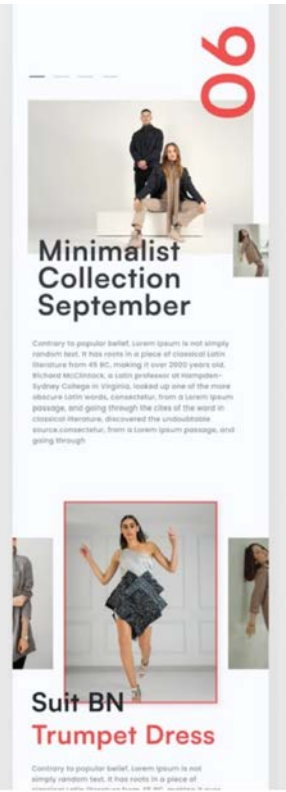 06
Minimalist
Collection
September
Contrary to popular belief, Lorem Ipsum is not simply
random text. It has roots in a piece of classical Latin
literature from 45 BC, making it over 2000 years old.
Richard McClintock, a Latin professor at Hampden-
Sydney College in Virginia, looked up one of the more
obscure Latin words, consectetur, from a Lorem Ipsum
passage, and going through the cites of the word in
classical literature, discovered the undoubtable
source.consectetur, from a Lorem Ipsum passage, and
going through
Suit BN
Trumpet Dress
Contrary to popular belief, Lorem Ipsum is not
simply random text. It has roots in a piece of